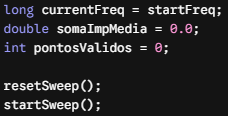 long currentFreq = startFreq;
double somaImpMedia = 0.0;
int pontosValidos = 0;
resetSweep();
startSweep();